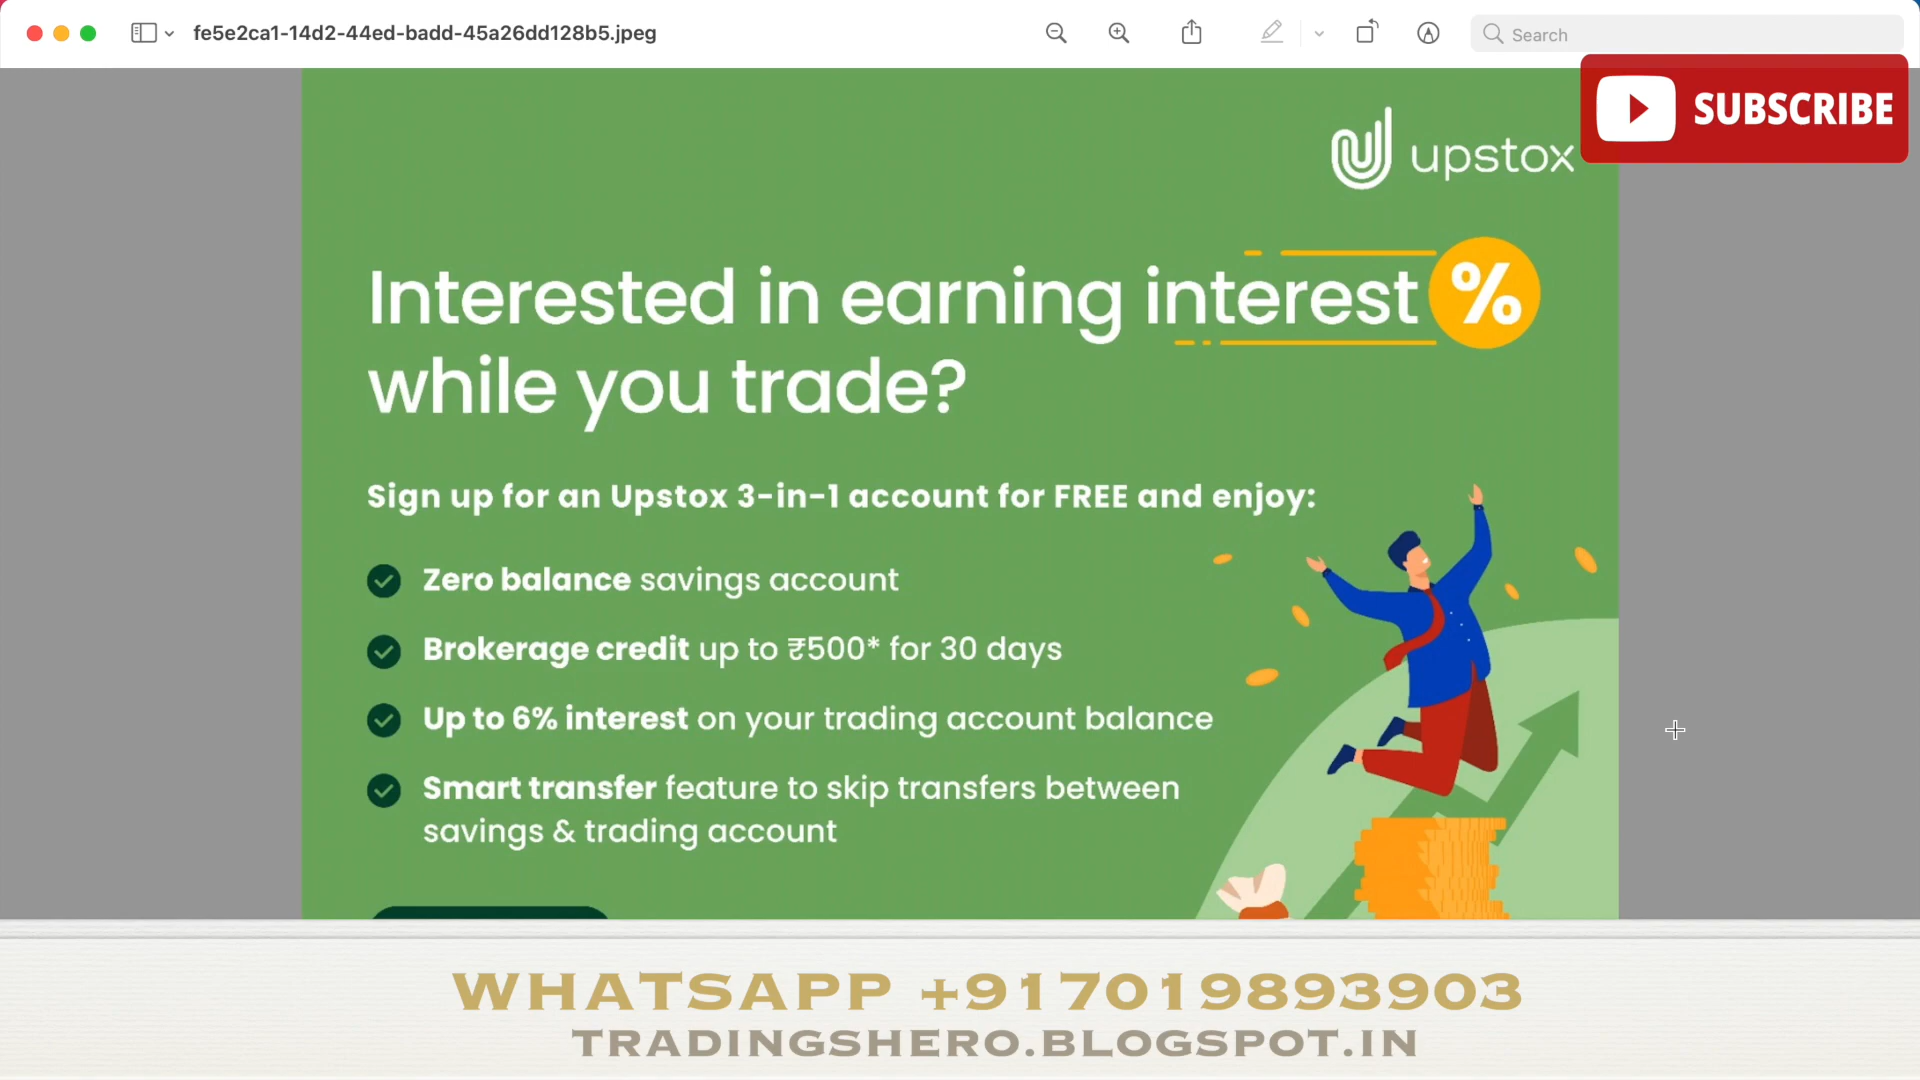 fe5e2ca1-14d2-44ed-badd-45a26dd128b5.jpeg
Search
SUBSCRIBE
upstox
Interested in earning interest %
while you trade?
Sign up for an Upstox 3-in-1 account for FREE and enjoy:
Zero balance savings account
Brokerage credit up to ₹500* for 30 days
Up to 6% interest on your trading account balance
Smart transfer feature to skip transfers between
savings & trading account
WHATSAPP +917019893903
TRADINGSHERO.BLOGSPOT.IN